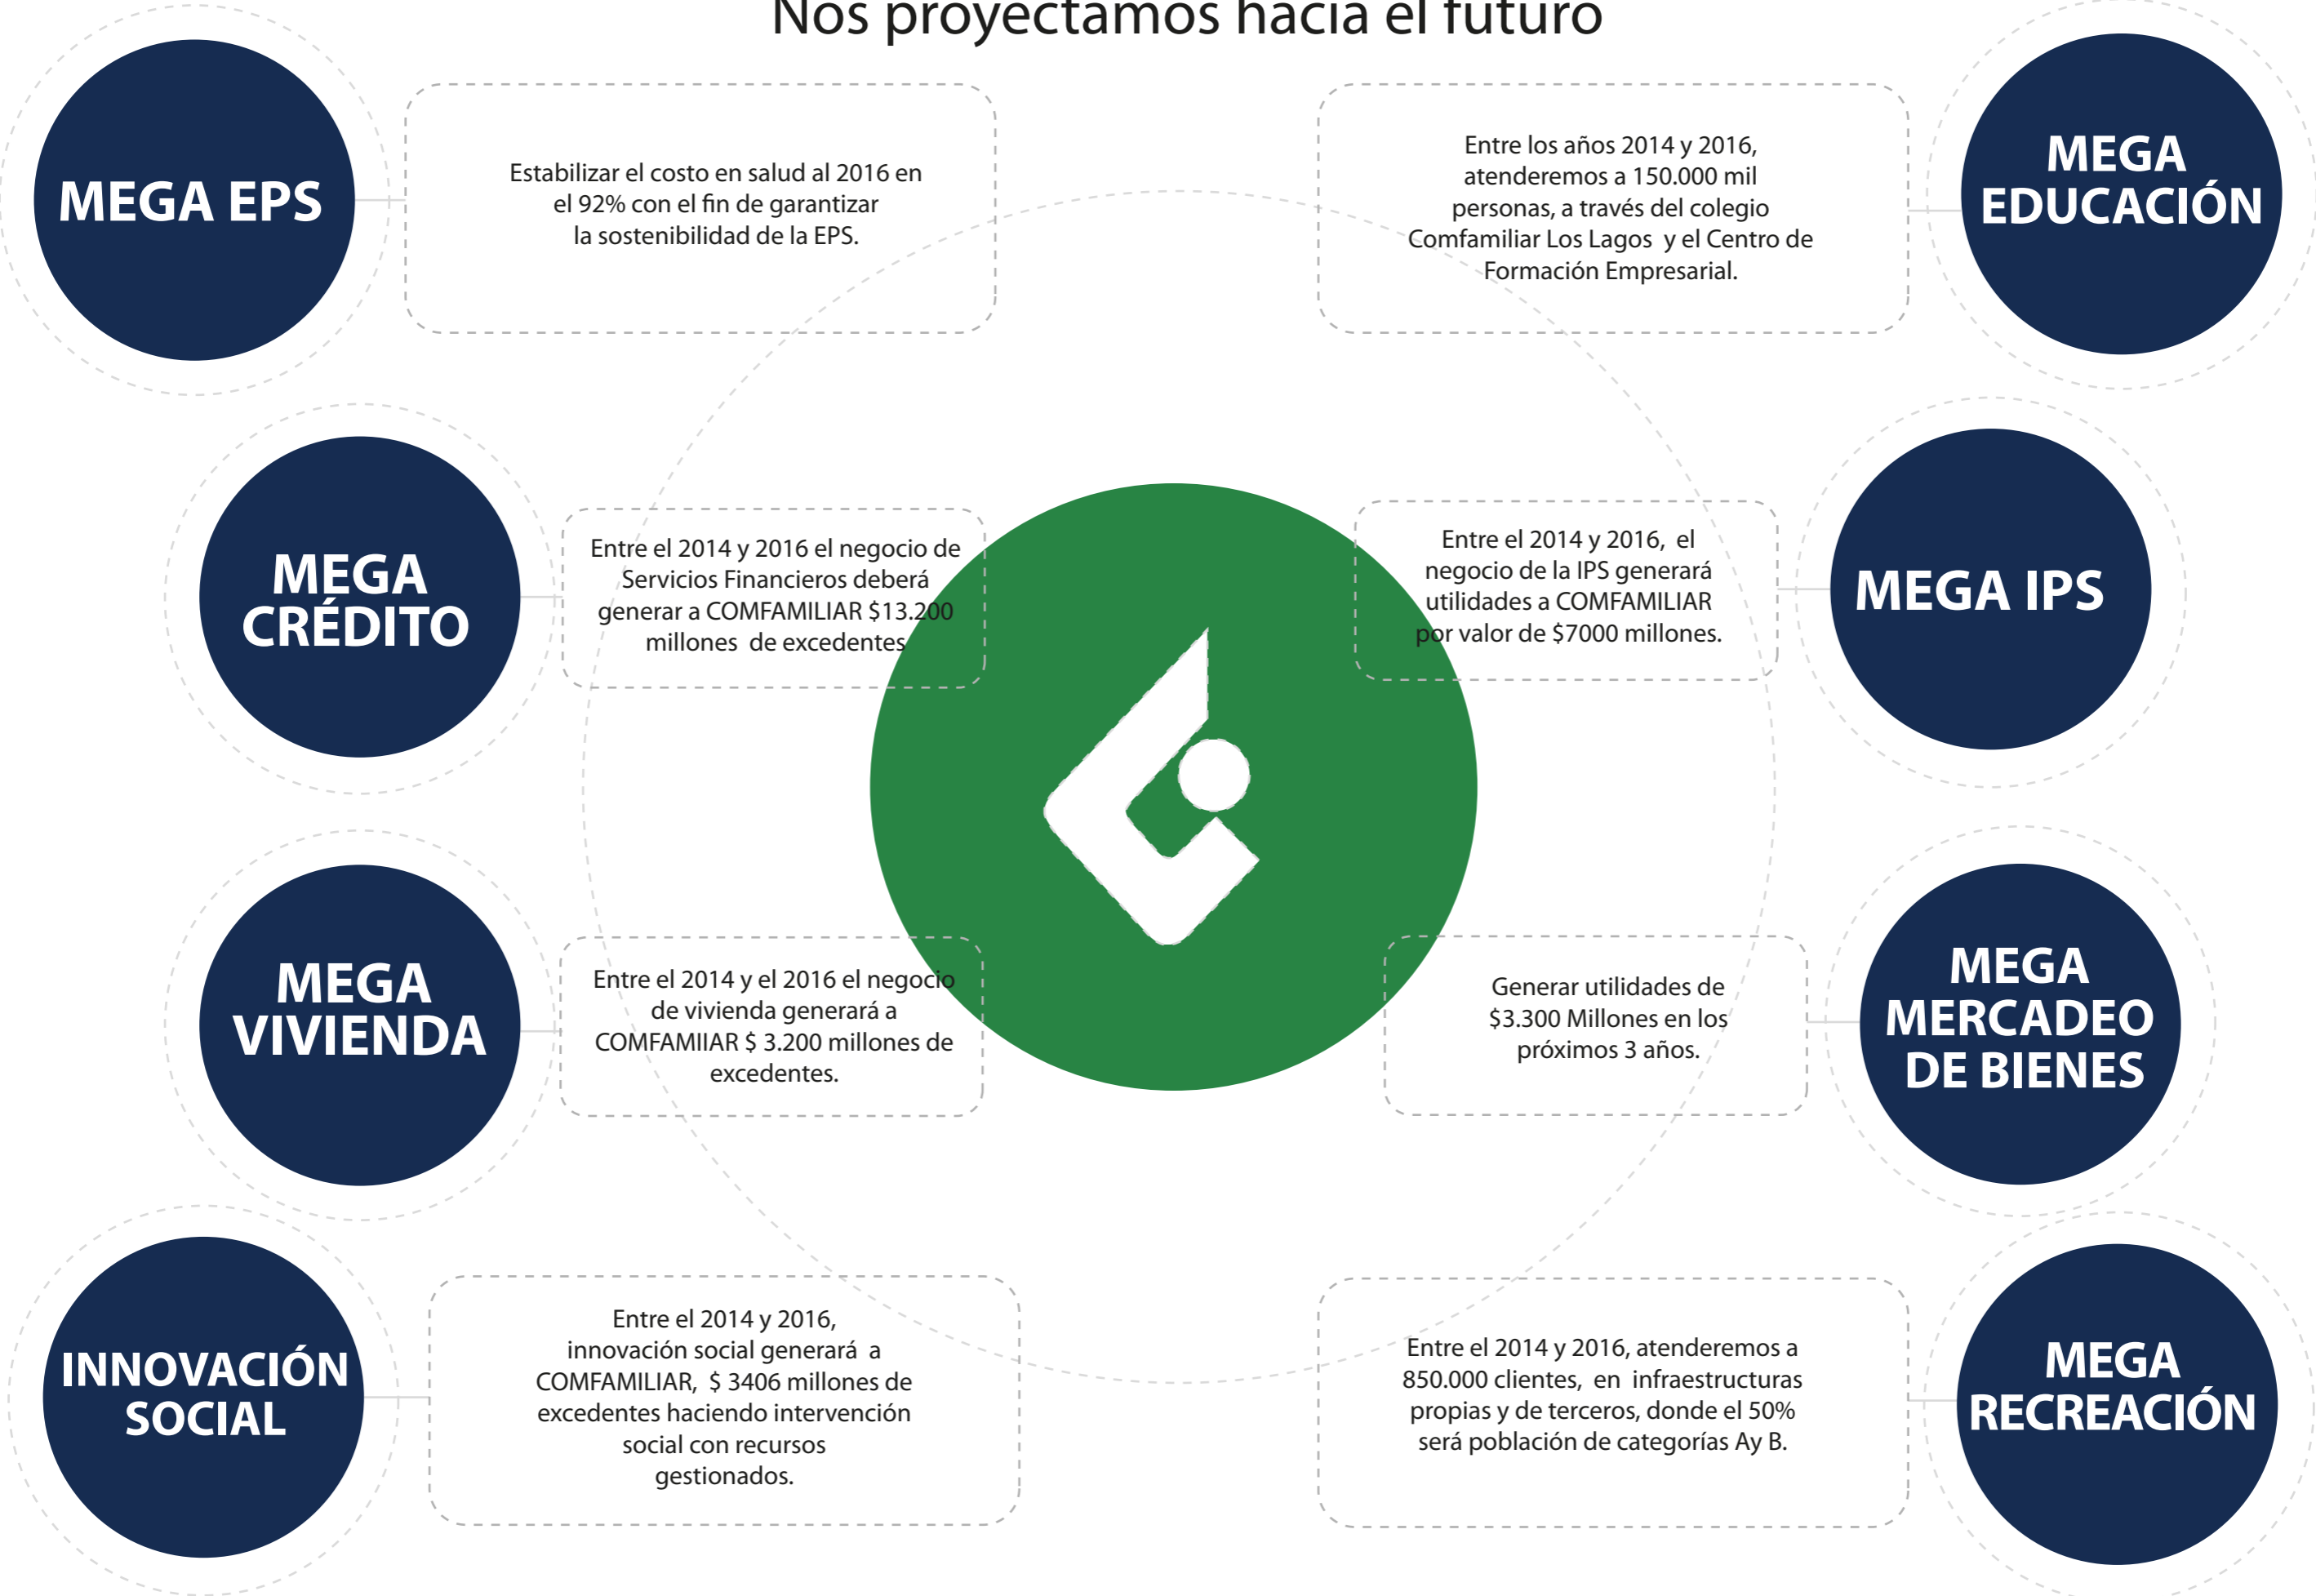 Nos proyectamos hacia el futuro
MEGA EPS
Estabilizar el costo en salud al 2016 en
el 92% con el fin de garantizar
la sostenibilidad de la EPS.
Entre los años 2014 y 2016,
atenderemos a 150.000 mil
personas, a través del colegio
Comfamiliar Los Lagos y el Centro de
Formación Empresarial.
MEGA
EDUCACIÓN
MEGA
CRÉDITO
Entre el 2014 y 2016 el negocio de
Servicios Financieros deberá
generar a COMFAMILIAR $13.200
millones de excedentes
Entre el 2014 y 2016, el
negocio de la IPS generará
utilidades a COMFAMILIAR
por valor de $7000 millones.
MEGA IPS
MEGA
VIVIENDA
Entre el 2014 y el 2016 el negocio
de vivienda generará a
COMFAMIIAR $ 3.200 millones de
excedentes.
Generar utilidades de
$3.300 Millones en los
próximos 3 años.
MEGA
MERCADEO
DE BIENES
INNOVACIÓN
SOCIAL
Entre el 2014 y 2016,
innovación social generará a
COMFAMILIAR, $ 3406 millones de
excedentes haciendo intervención
social con recursos
gestionados.
Entre el 2014 y 2016, atenderemos a
850.000 clientes, en infraestructuras
propias y de terceros, donde el 50%
será población de categorías Ay B.
MEGA
RECREACIÓN